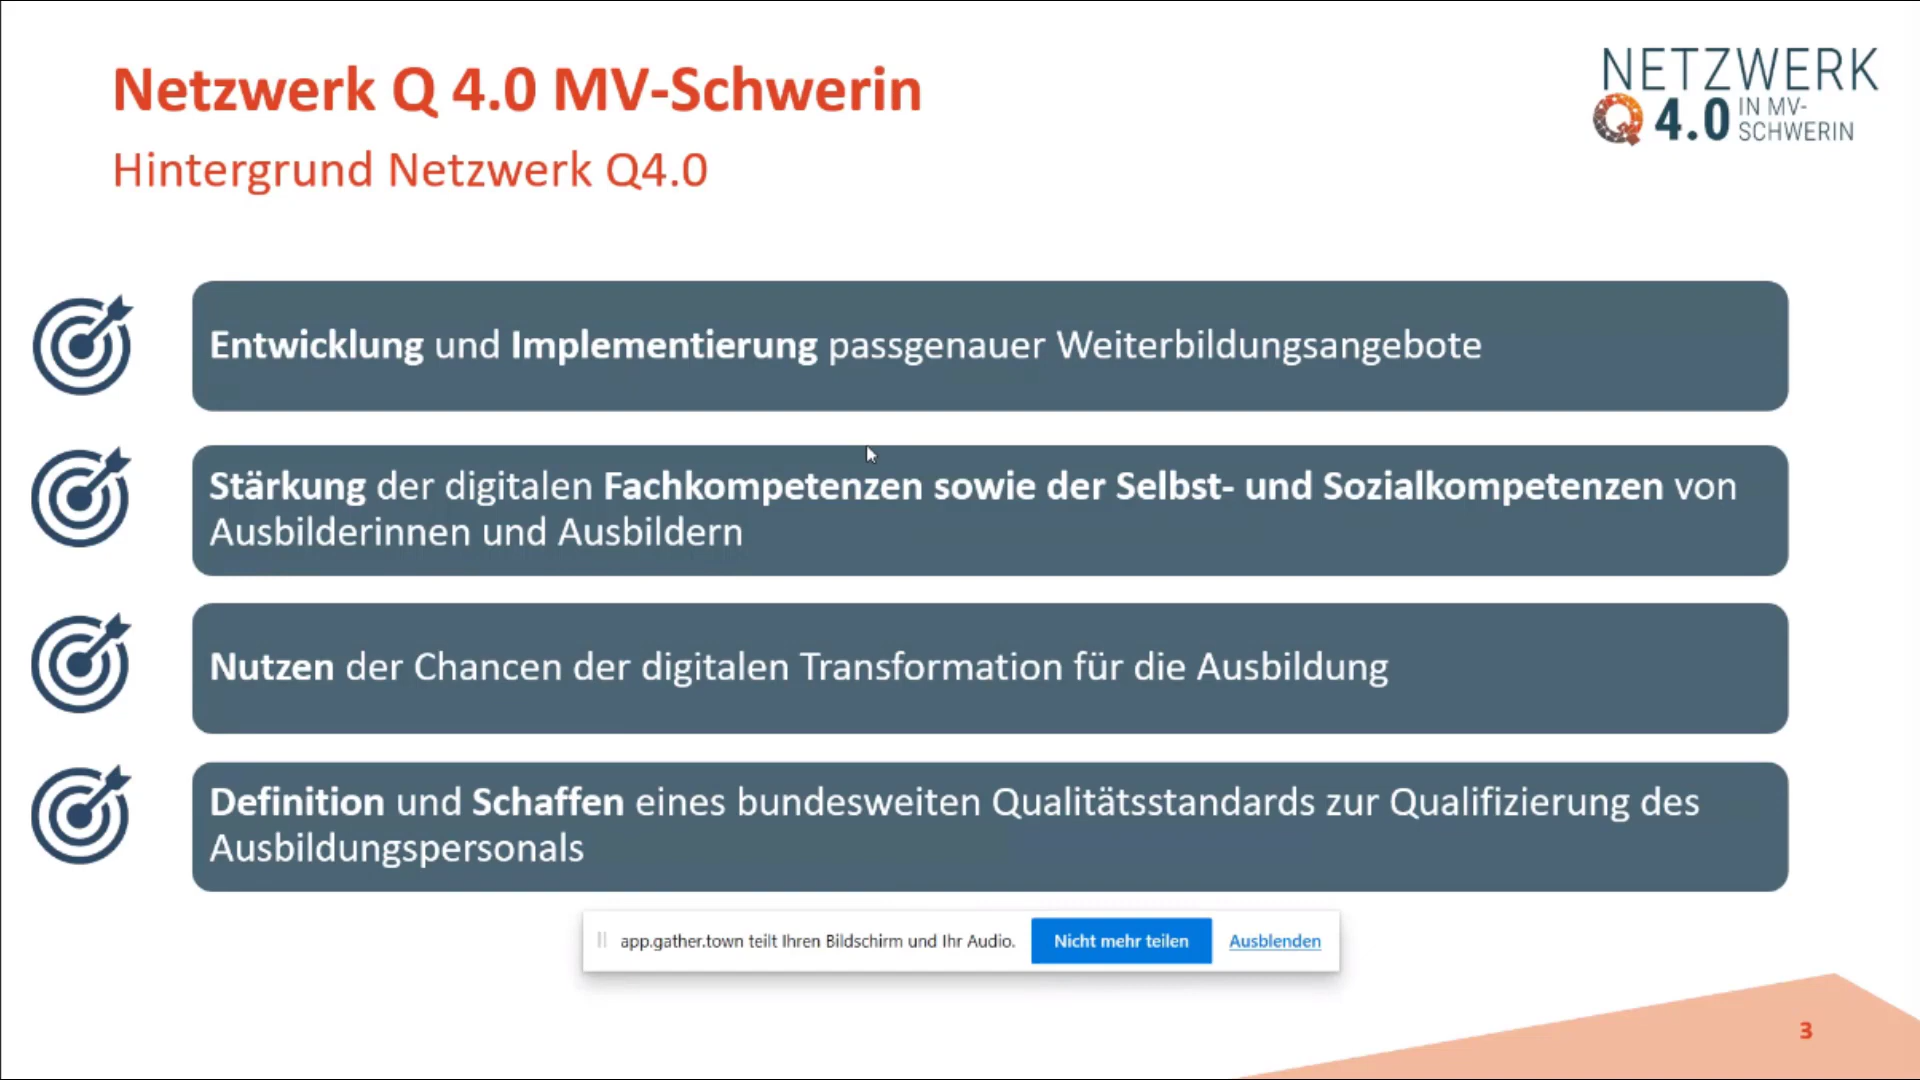 Netzwerk Q 4.0 MV-Schwerin
Hintergrund Netzwerk Q4.0
NETZWERK
Q 4.0 IN MV-
SCHWERIN
Entwicklung und Implementierung passgenauer Weiterbildungsangebote
Stärkung der digitalen Fachkompetenzen sowie der Selbst- und Sozialkompetenzen von
Ausbilderinnen und Ausbildern
Nutzen der Chancen der digitalen Transformation für die Ausbildung
Definition und Schaffen eines bundesweiten Qualitätsstandards zur Qualifizierung des
Ausbildungspersonals
app.gather.town teilt Ihren Bildschirm und Ihr Audio. Nicht mehr teilen Ausblenden
3